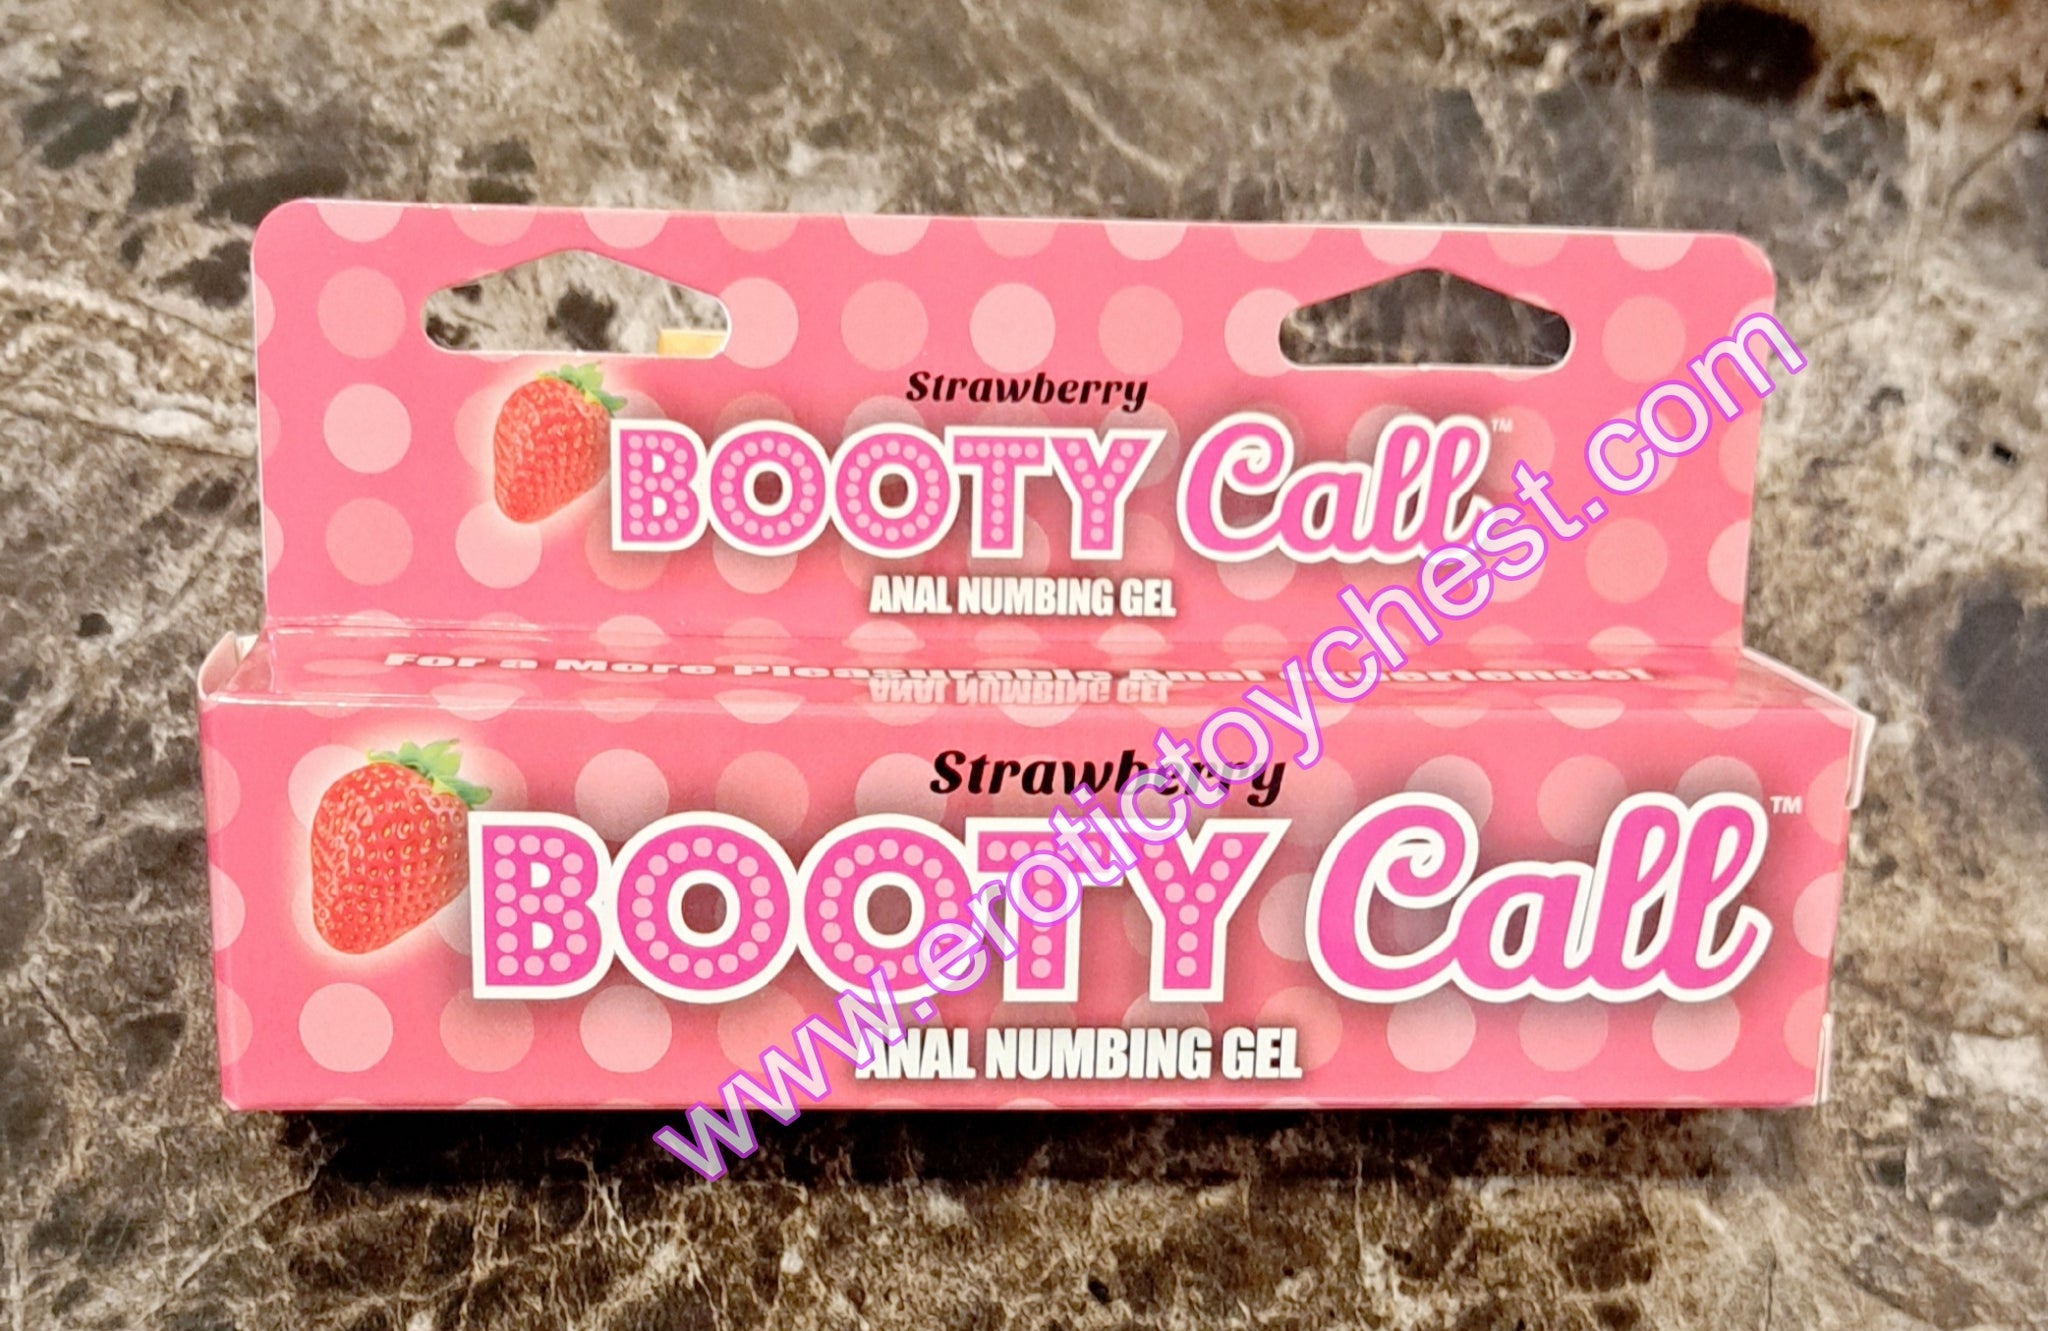 Strawberry
BOOTY Call™
ANAL NUMBING GEL
For a More Pleasurable Anal Experience!
Strawberry
BOOTY Call™
ANAL NUMBING GEL
www.erotictoychest.com